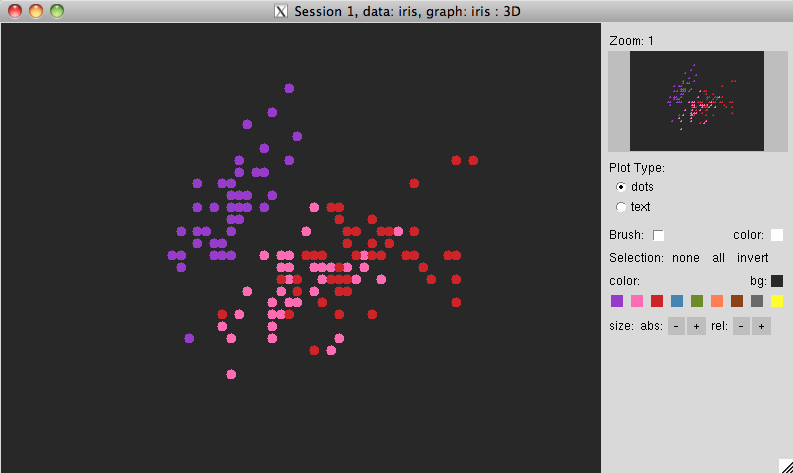 Session 1, data: iris, graph: iris : 3D
Zoom: 1
Plot Type:
dots
text
Brush: color:
Selection: none all invert
color: bg:
size: abs: - + rel: - +